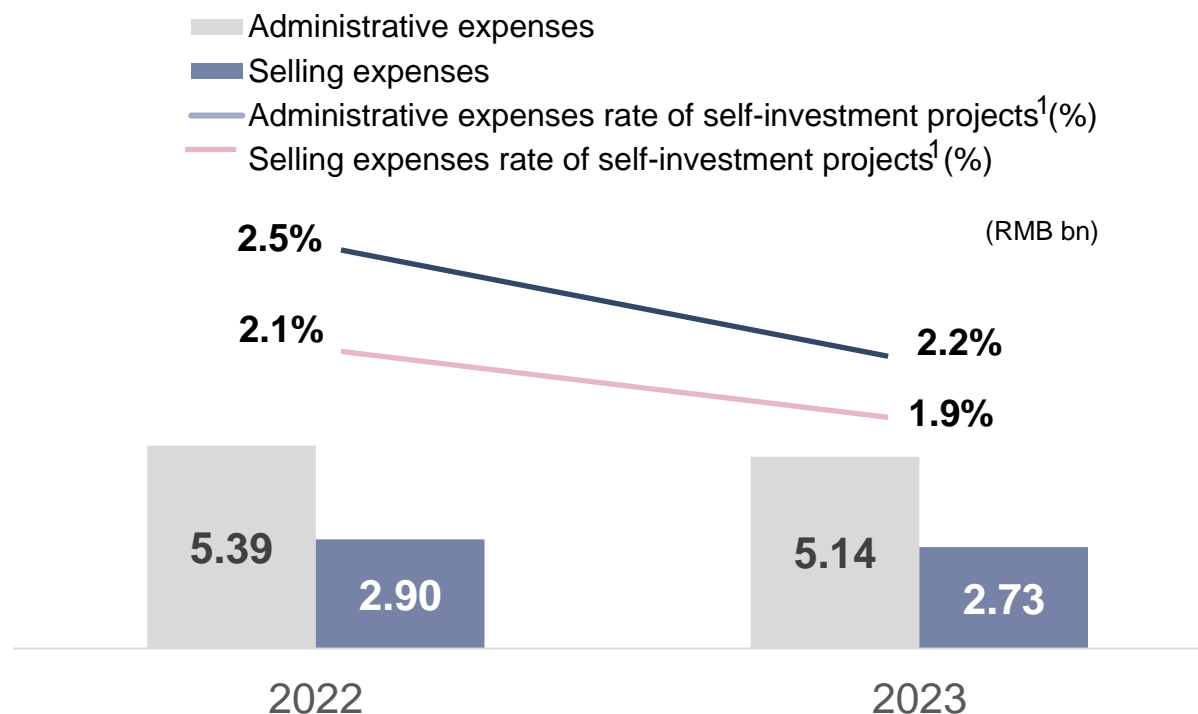 Administrative expenses
Selling expenses
Administrative expenses rate of self-investment projects1(%)
Selling expenses rate of self-investment projects1(%)
(RMB bn)
2.5%
2.1%
2.2%
1.9%
5.39
2.90
5.14
2.73
2022
2023